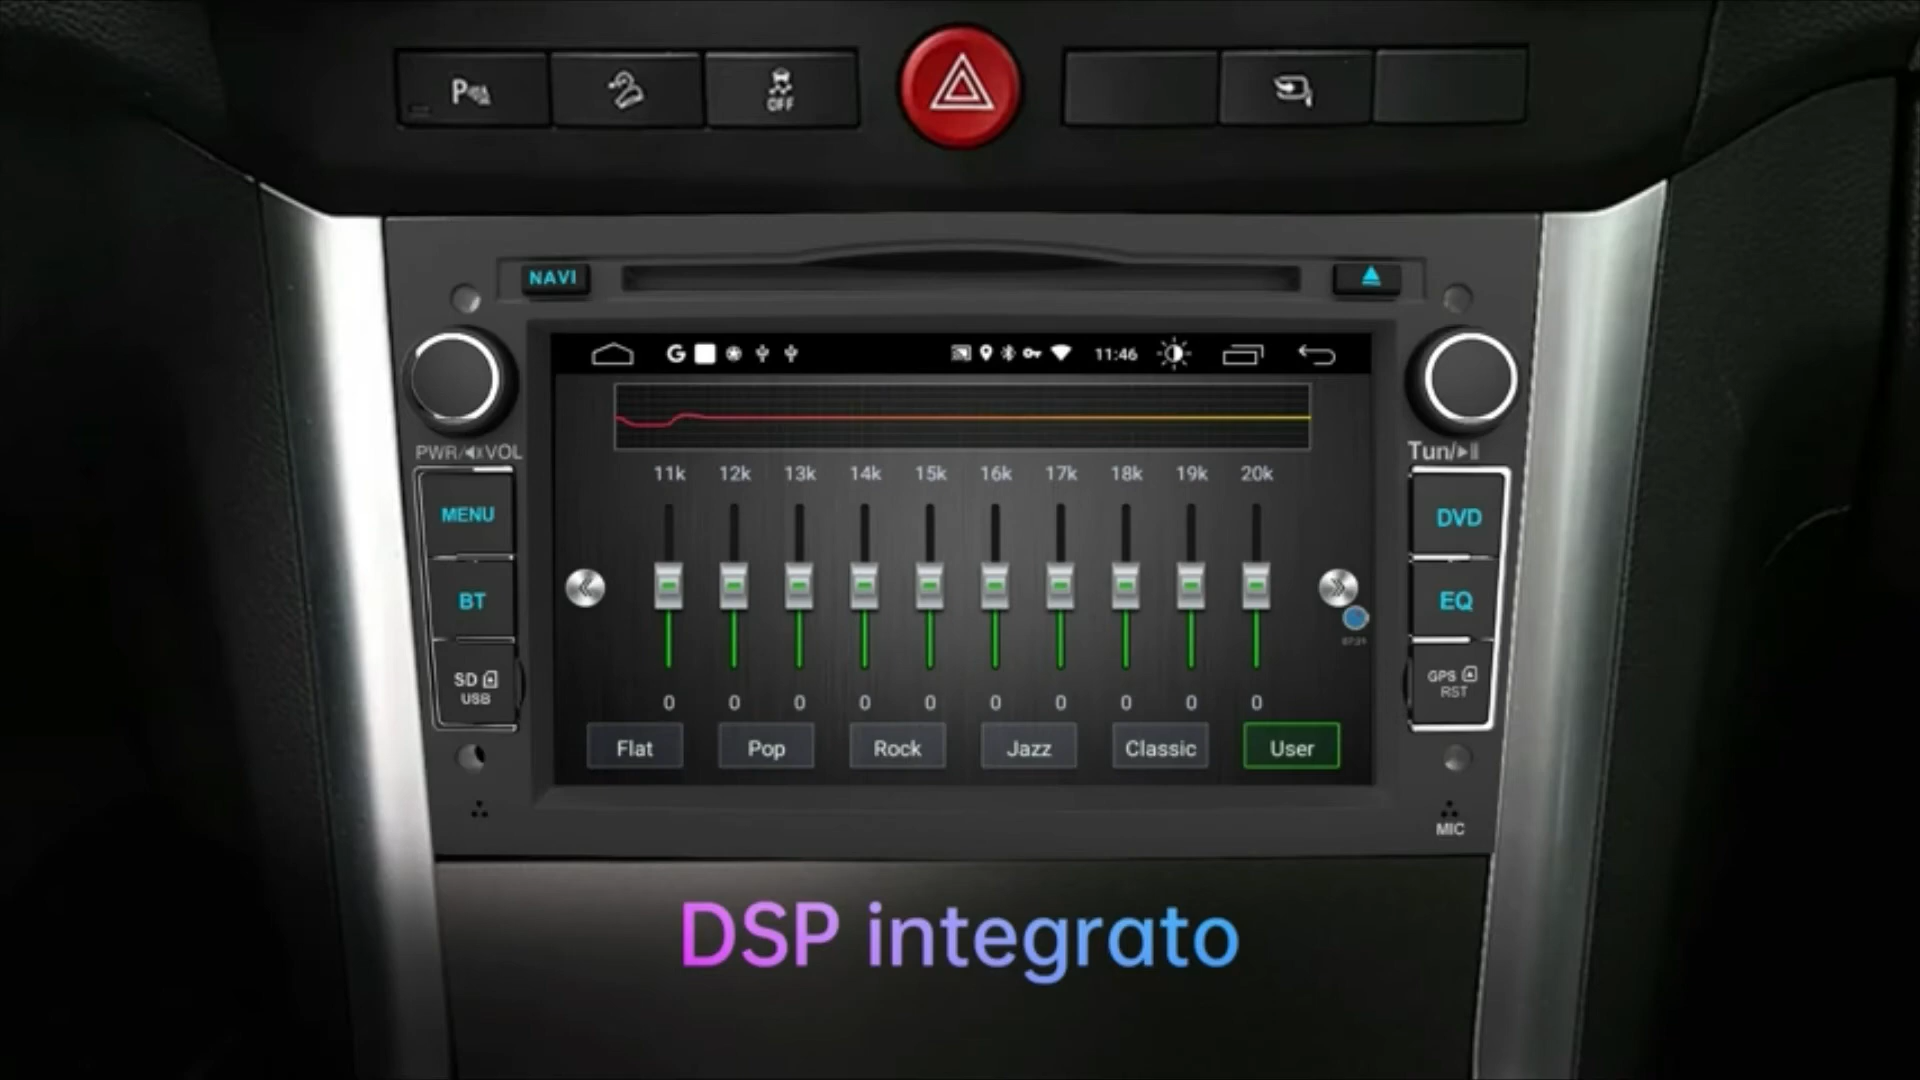 P
OFF
NAVI
G 11:46
PWR/ VOL
Tun/
11k 12k 13k 14k 15k 16k 17k 18k 19k 20k
MENU
DVD
BT
EQ
SD
USB
GPS
RST
0 0 0 0 0 0 0 0 0 0
Flat Pop Rock Jazz Classic User
MIC
DSP integrato